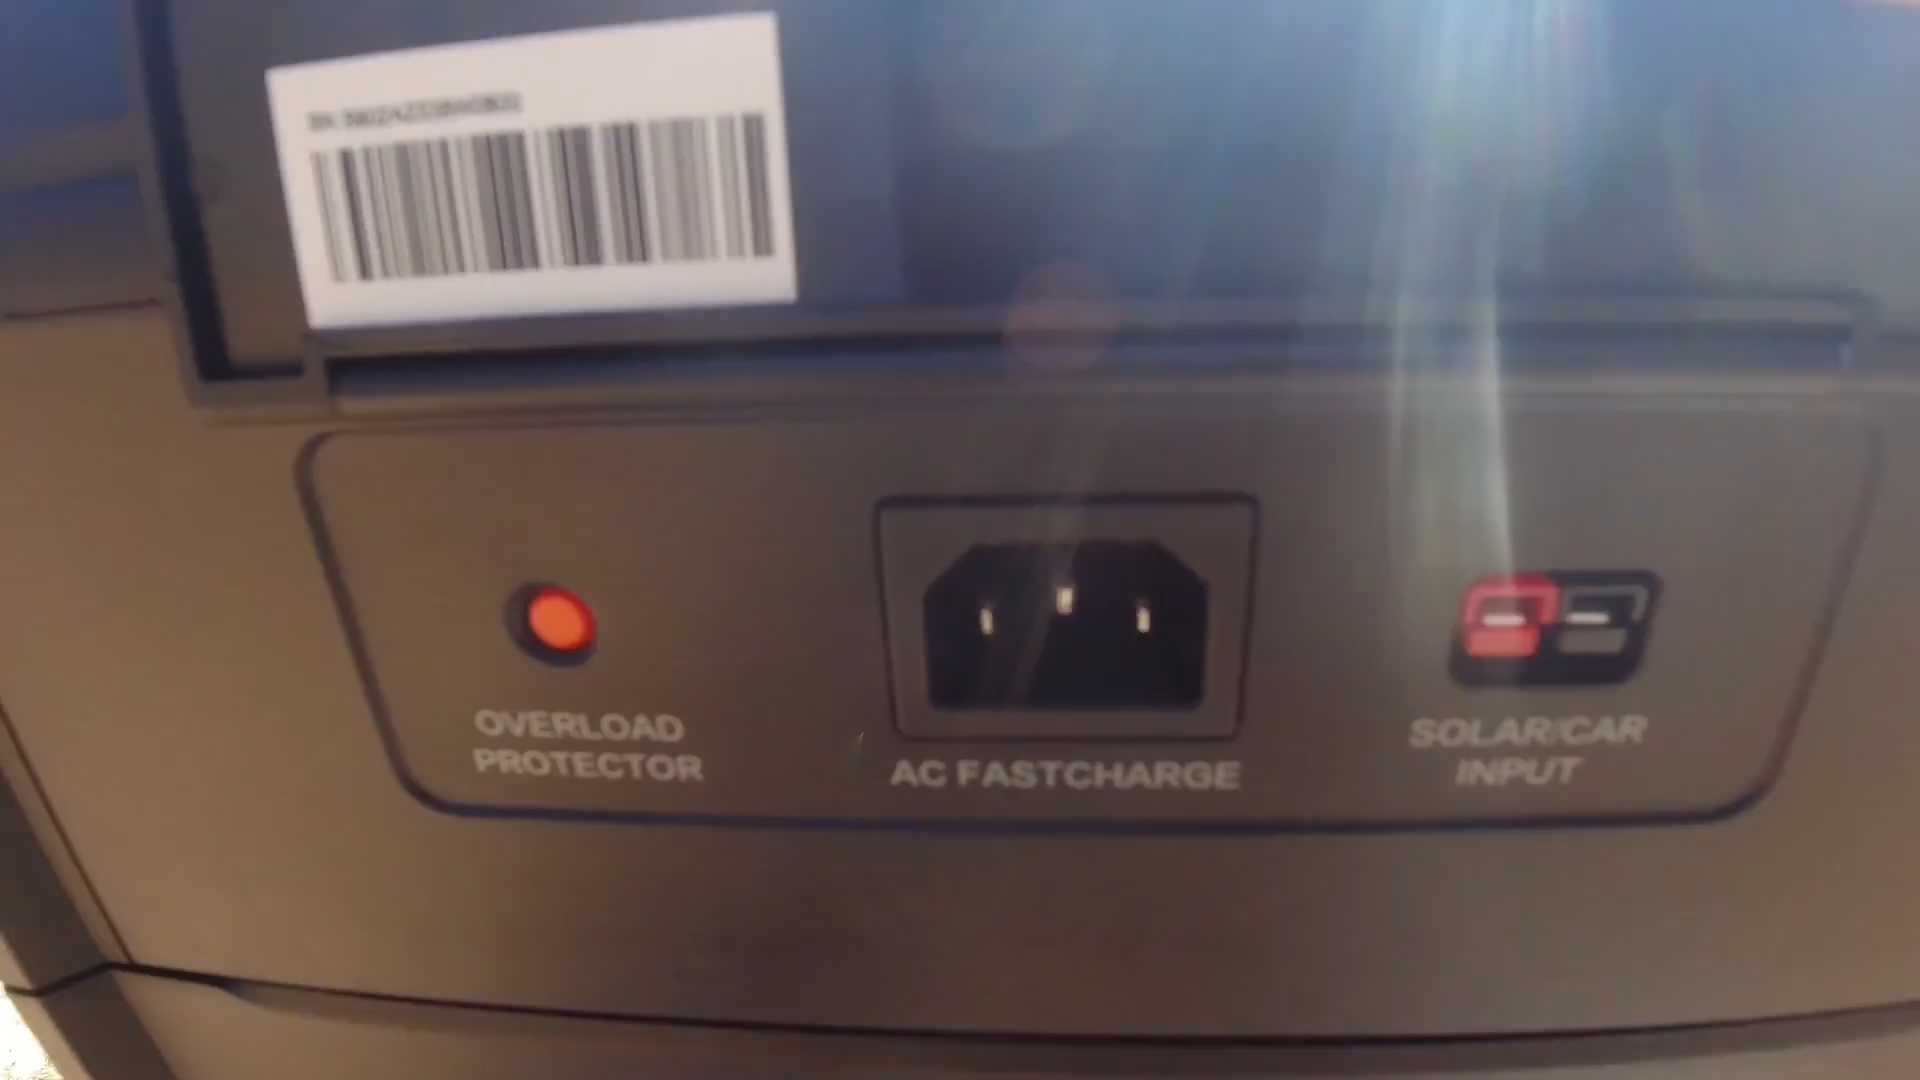 OVERLOAD
PROTECTOR
AC FASTCHARGE
SOLAR/CAR
INPUT